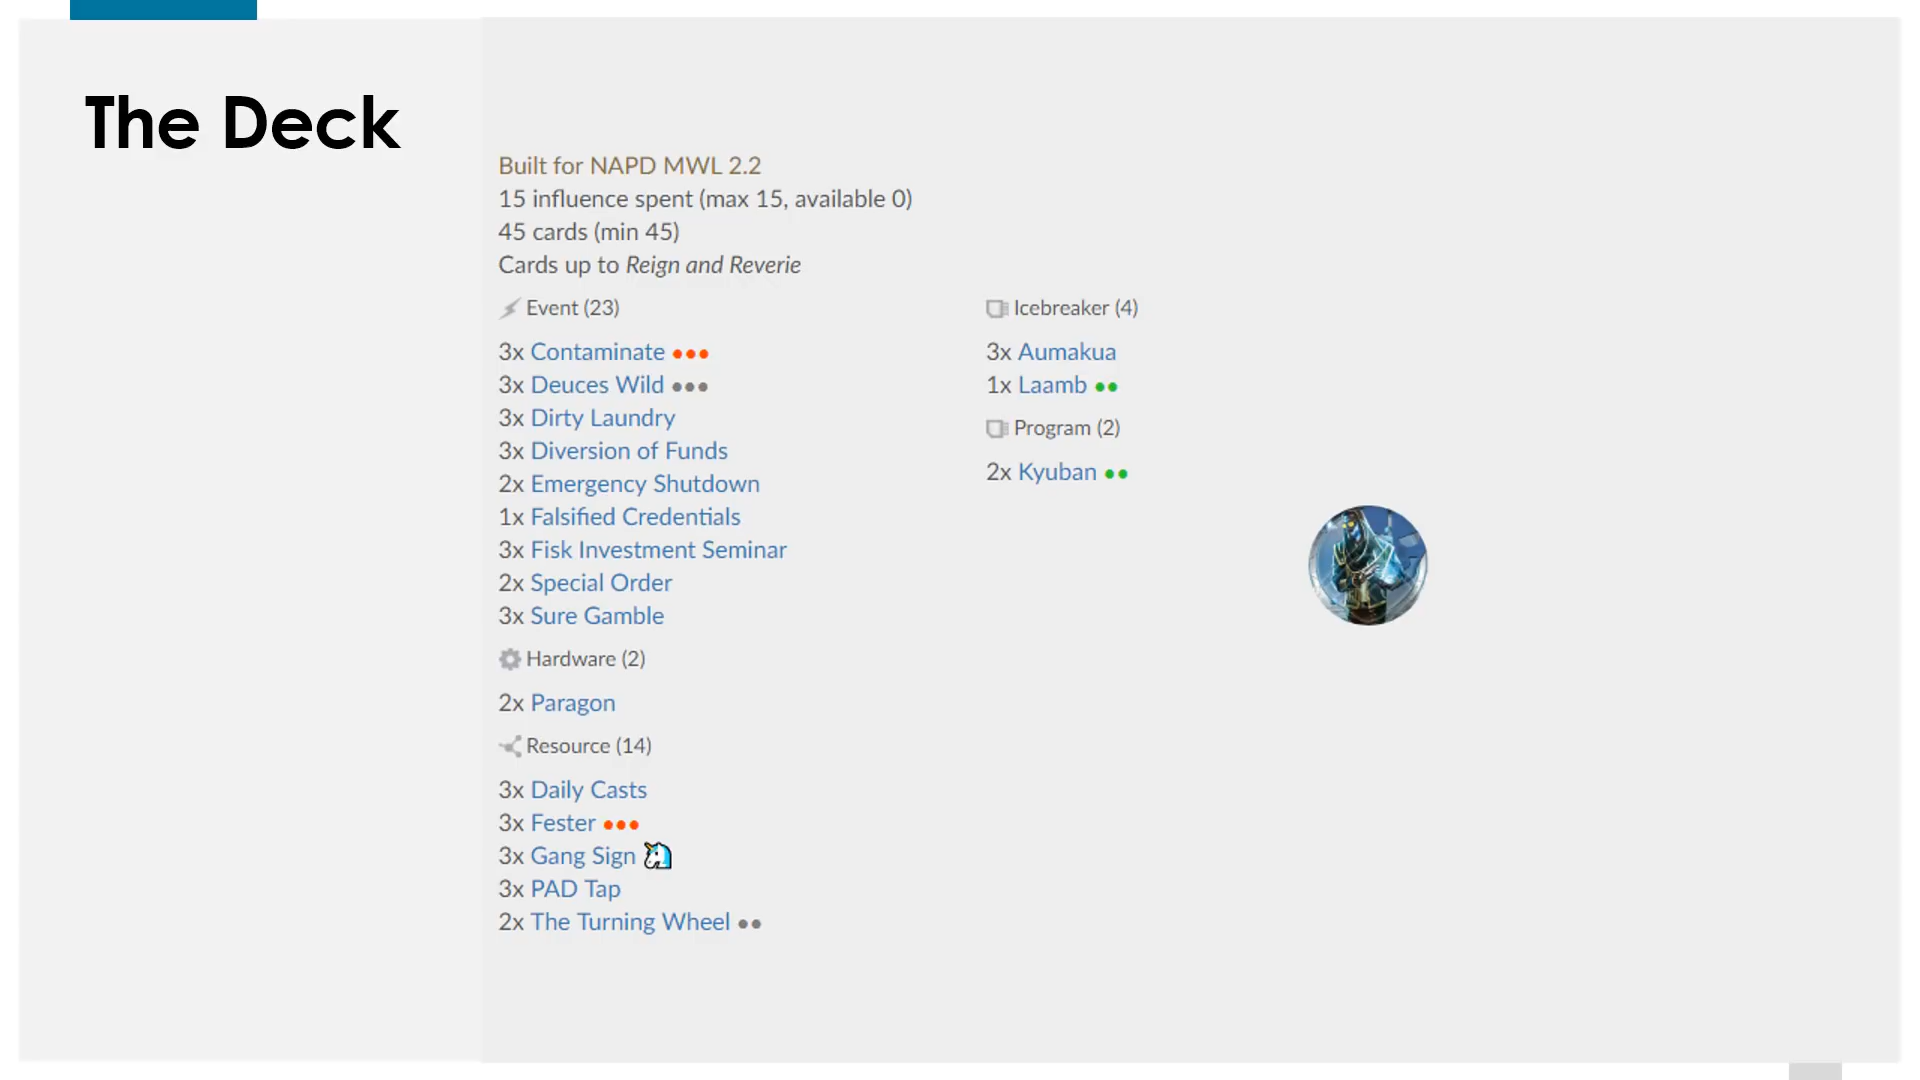 The Deck
Built for NAPD MWL 2.2
15 influence spent (max 15, available 0)
45 cards (min 45)
Cards up to Reign and Reverie
Event (23)
3x Contaminate ●●●
3x Deuces Wild ●●●
3x Dirty Laundry
3x Diversion of Funds
2x Emergency Shutdown
1x Falsified Credentials
3x Fisk Investment Seminar
2x Special Order
3x Sure Gamble
Hardware (2)
2x Paragon
Resource (14)
3x Daily Casts
3x Fester ●●●
3x Gang Sign
3x PAD Tap
2x The Turning Wheel ●●
Icebreaker (4)
3x Aumakua
1x Laamb ●●
Program (2)
2x Kyuban ●●